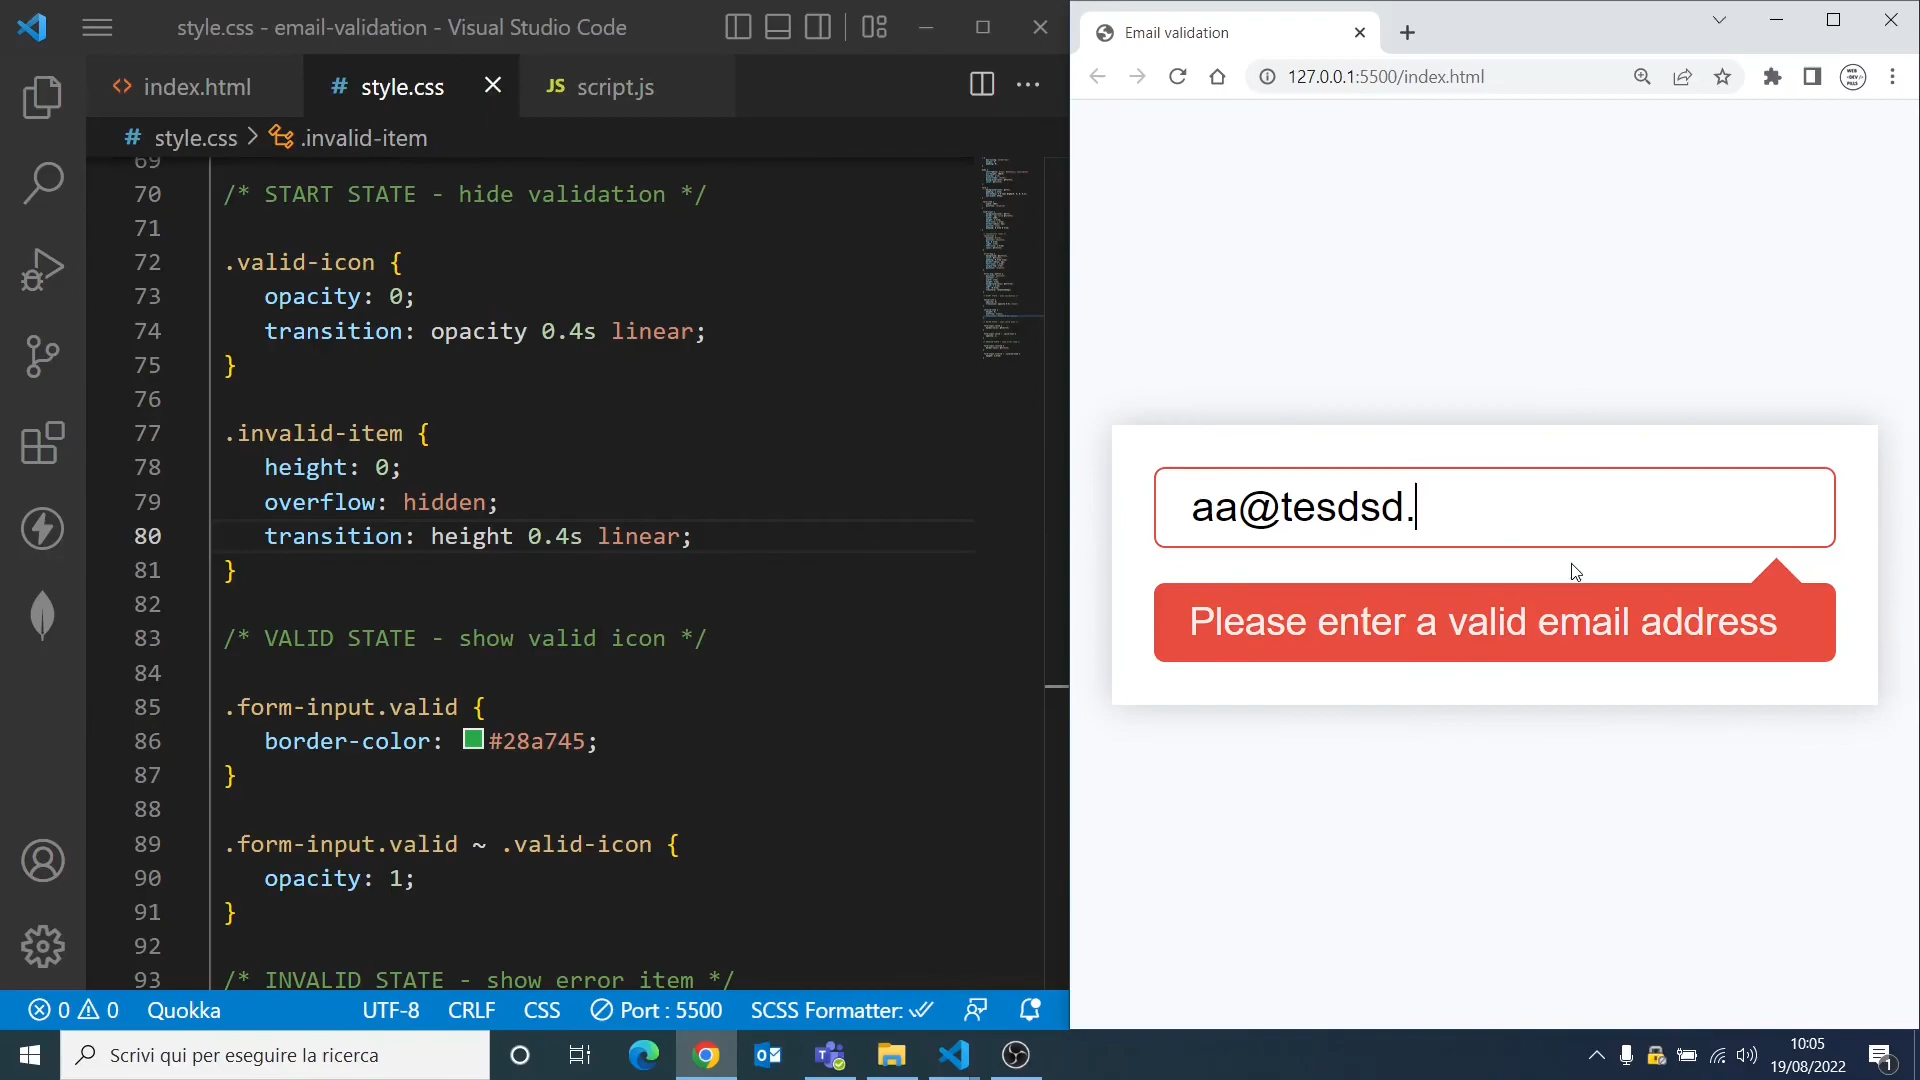 style.css - email-validation - Visual Studio Code
index.html
# style.css
JS script.js
# style.css > .invalid-item
69
70 /* START STATE - hide validation */
71
72 .valid-icon {
73 opacity: 0;
74 transition: opacity 0.4s linear;
75 }
76
77 .invalid-item {
78 height: 0;
79 overflow: hidden;
80 transition: height 0.4s linear;
81 }
82
83 /* VALID STATE - show valid icon */
84
85 .form-input.valid {
86 border-color: #28a745;
87 }
88
89 .form-input.valid ~ .valid-icon {
90 opacity: 1;
91 }
92
93 /* INVALID STATE - show error item */
0 0 Quokka UTF-8 CRLF CSS Port : 5500 SCSS Formatter:
Email validation
127.0.0.1:5500/index.html
aa@tesdsd.
Please enter a valid email address
Scrivi qui per eseguire la ricerca
10:05
19/08/2022
1